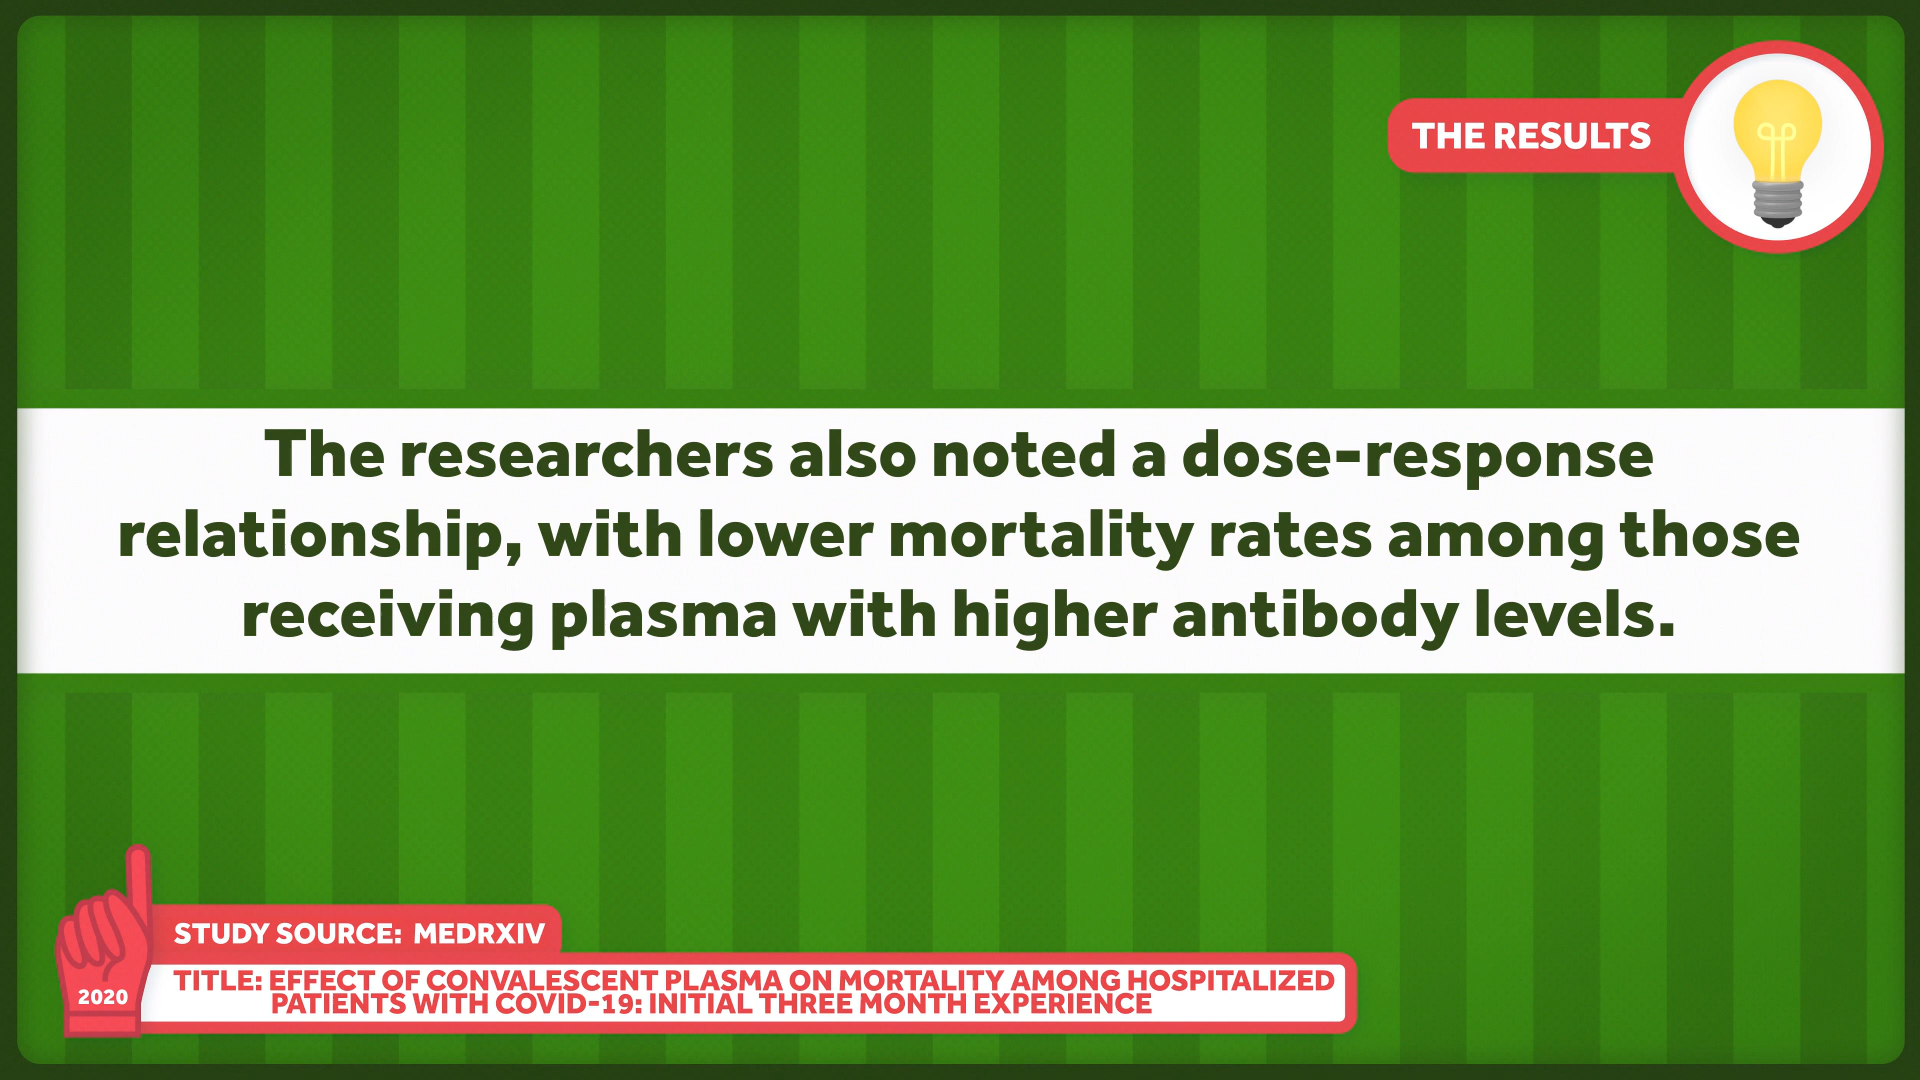 THE RESULTS
The researchers also noted a dose-response
relationship, with lower mortality rates among those
receiving plasma with higher antibody levels.
STUDY SOURCE: MEDRXIV
TITLE: EFFECT OF CONVALESCENT PLASMA ON MORTALITY AMONG HOSPITALIZED
PATIENTS WITH COVID-19: INITIAL THREE MONTH EXPERIENCE
2020